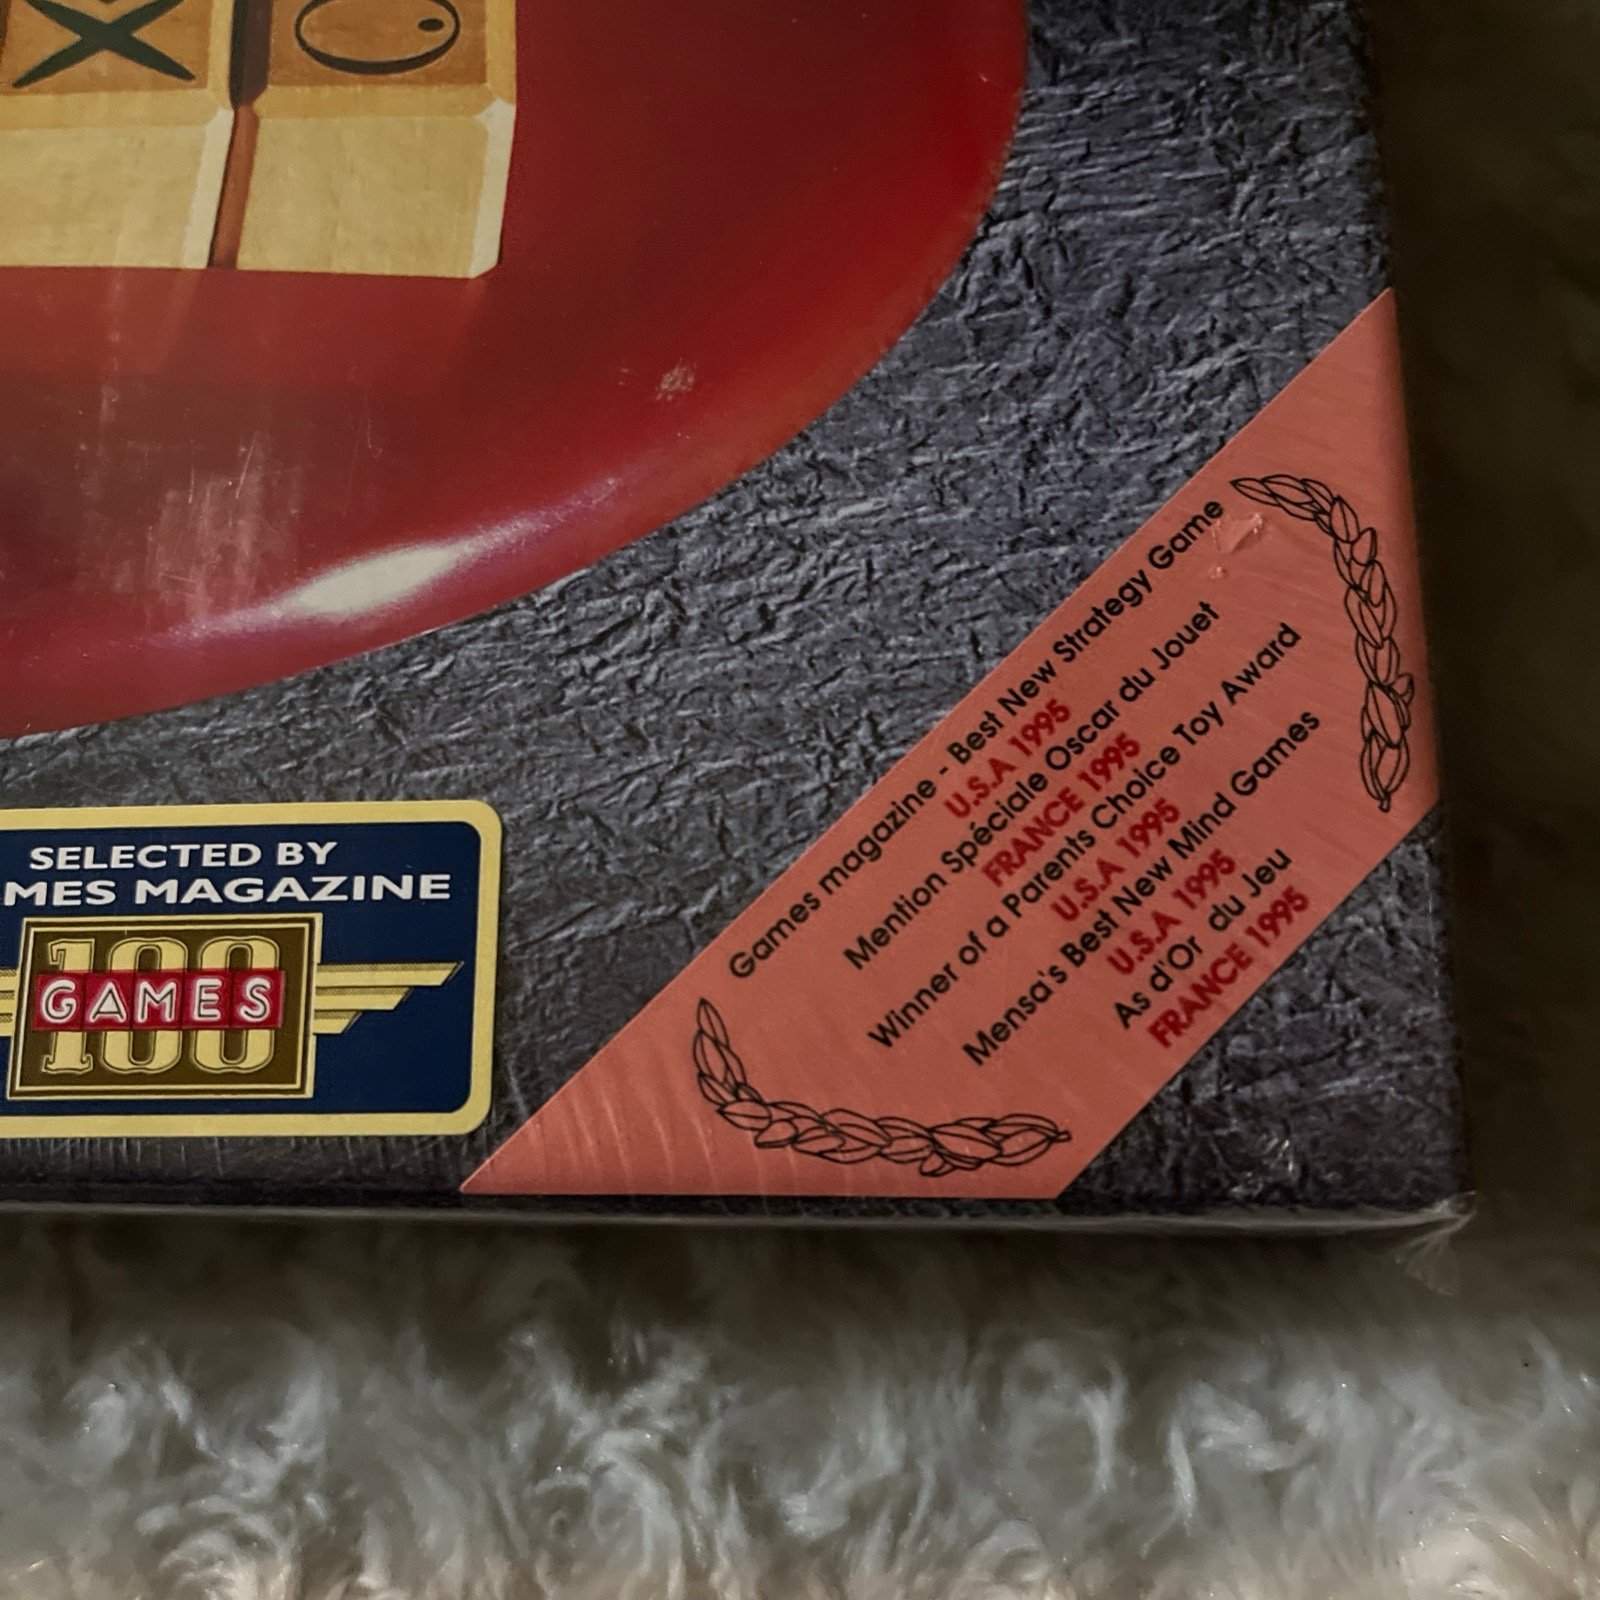 SELECTED BY
MES MAGAZINE
100
GAMES
Games magazine - Best New Strategy Game
U.S.A 1995
Mention Spéciale Oscar du Jouet
FRANCE 1995
Winner of a Parents Choice Toy Award
U.S.A 1995
Mensa's Best New Mind Games
U.S.A 1995
As d'Or du Jeu
FRANCE 1995